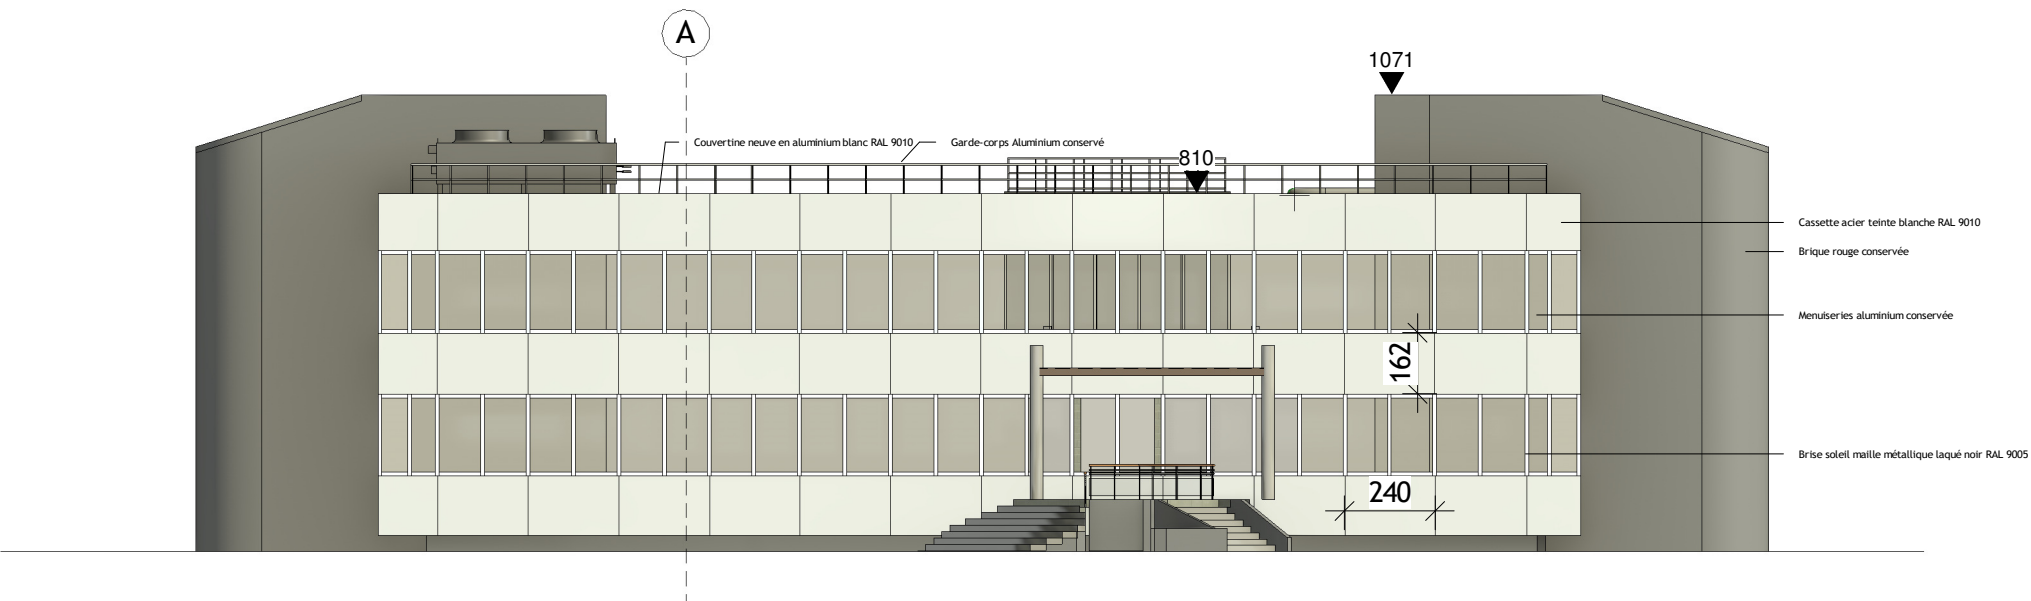 A
1071
Couvertine neuve en aluminium blanc RAL 9010
Garde-corps Aluminium conservé
810
Cassette acier teinte blanche RAL 9010
Brique rouge conservée
Menuiseries aluminium conservée
162
Brise soleil maille métallique laqué noir RAL 9005
240